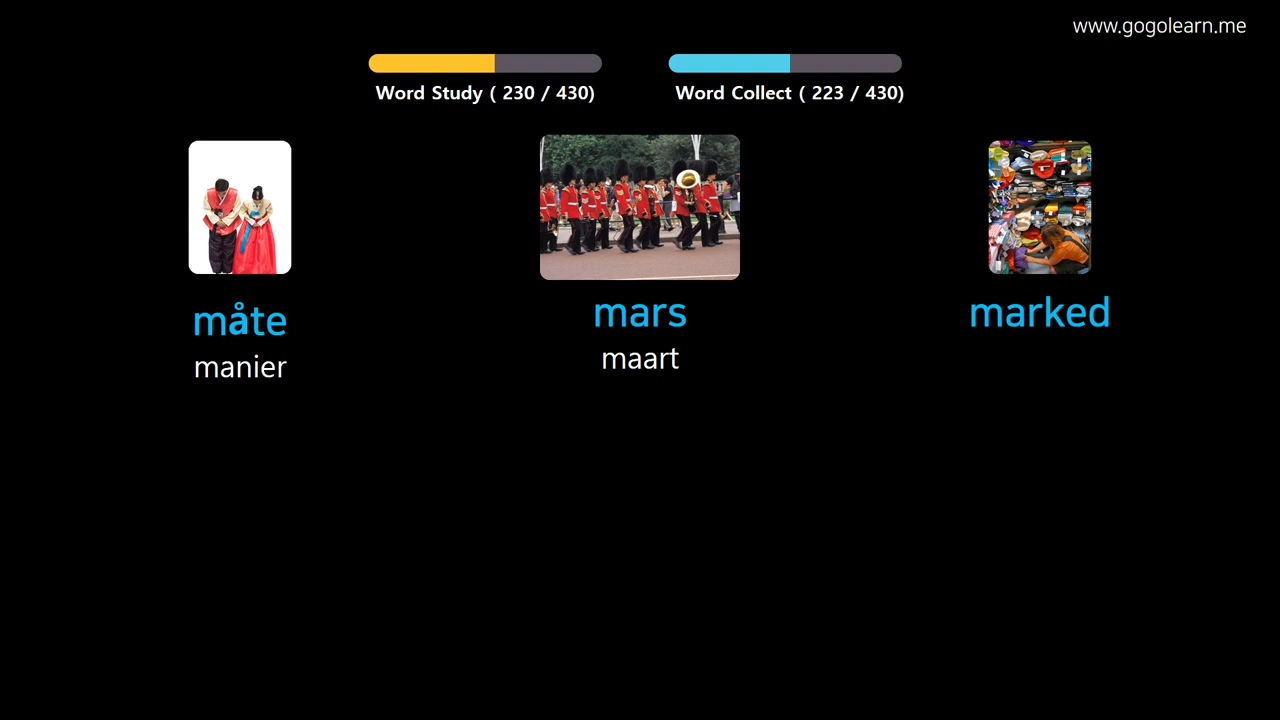 www.gogolearn.me
Word Study ( 230 / 430)
Word Collect ( 223 / 430)
måte
mars
marked
manier
maart